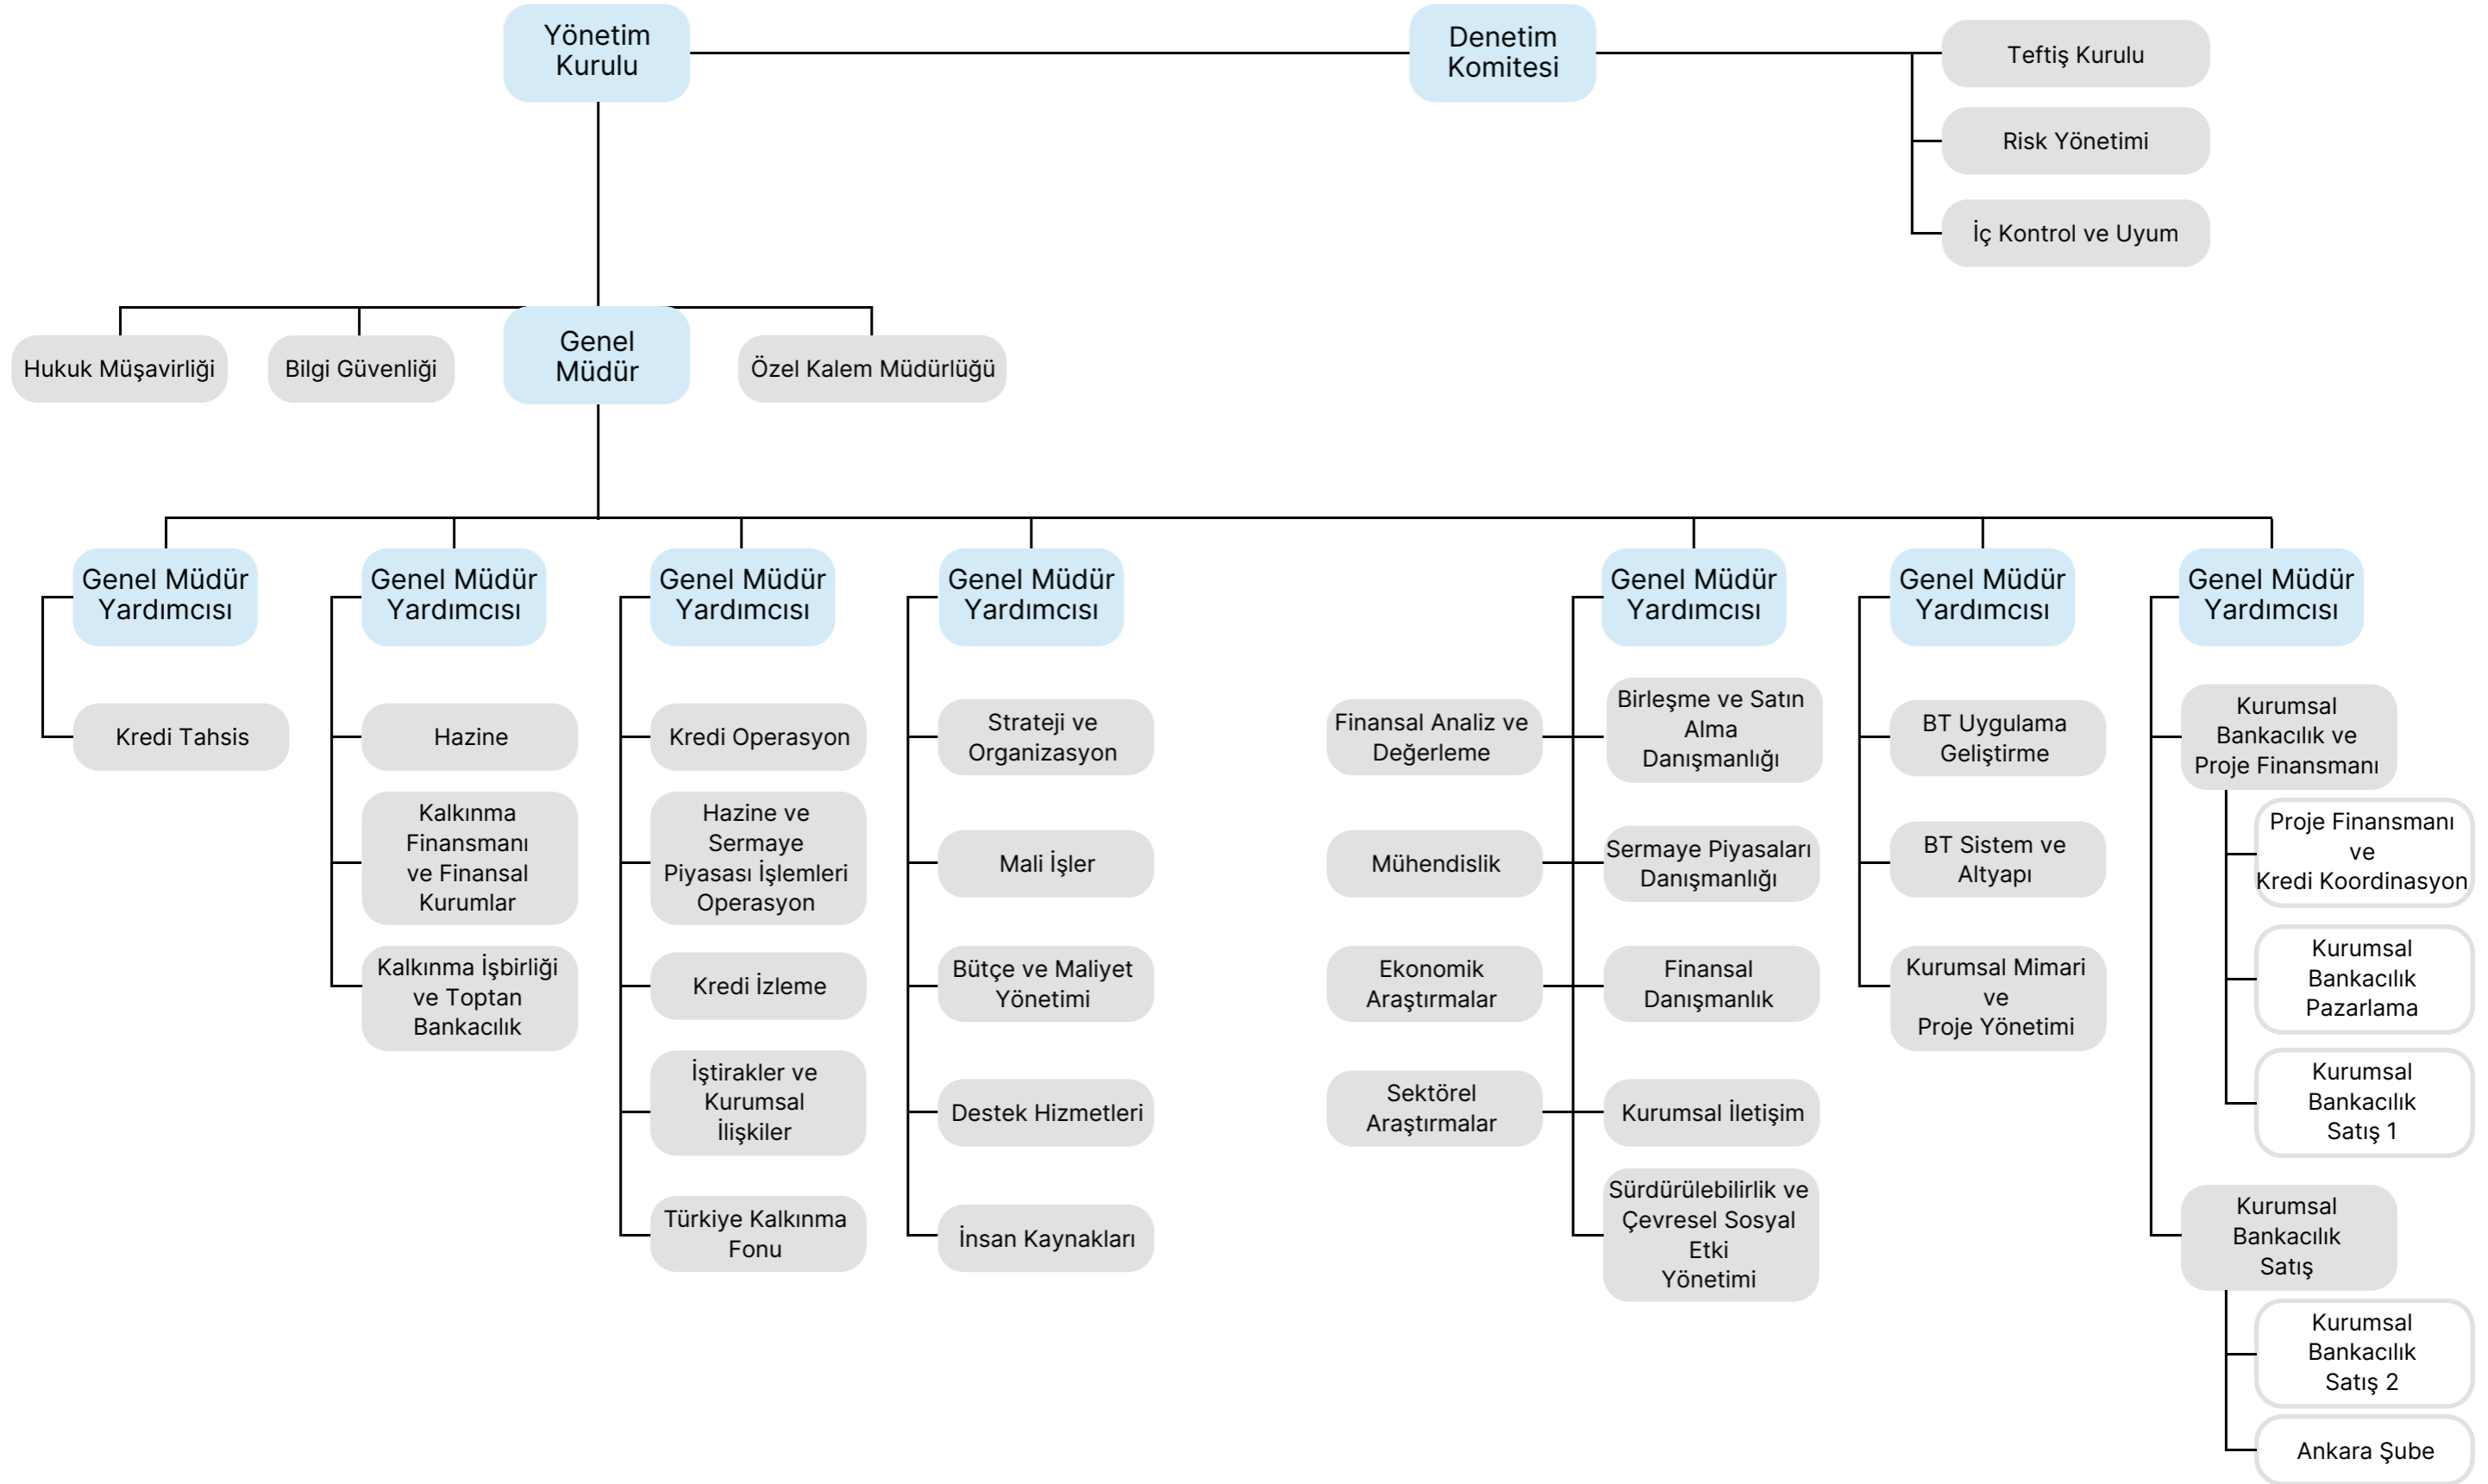 Yönetim
Kurulu
Denetim
Komitesi
Teftiş Kurulu
Risk Yönetimi
İç Kontrol ve Uyum
Hukuk Müşavirliği
Bilgi Güvenliği
Genel
Müdür
Özel Kalem Müdürlüğü
Genel Müdür
Yardımcısı
Kredi Tahsis
Genel Müdür
Yardımcısı
Hazine
Kalkınma
Finansmanı
ve Finansal
Kurumlar
Kalkınma İşbirliği
ve Toptan
Bankacılık
Genel Müdür
Yardımcısı
Kredi Operasyon
Hazine ve
Sermaye
Piyasası İşlemleri
Operasyon
Kredi İzleme
İştirakler ve
Kurumsal
İlişkiler
Türkiye Kalkınma
Fonu
Genel Müdür
Yardımcısı
Strateji ve
Organizasyon
Mali İşler
Bütçe ve Maliyet
Yönetimi
Destek Hizmetleri
İnsan Kaynakları
Genel Müdür
Yardımcısı
Finansal Analiz ve
Değerleme
Mühendislik
Ekonomik
Araştırmalar
Sektörel
Araştırmalar
Birleşme ve Satın
Alma
Danışmanlığı
Sermaye Piyasaları
Danışmanlığı
Finansal
Danışmanlık
Kurumsal İletişim
Sürdürülebilirlik ve
Çevresel Sosyal
Etki
Yönetimi
Genel Müdür
Yardımcısı
BT Uygulama
Geliştirme
BT Sistem ve
Altyapı
Kurumsal Mimari
ve
Proje Yönetimi
Genel Müdür
Yardımcısı
Kurumsal
Bankacılık ve
Proje Finansmanı
Proje Finansmanı
ve
Kredi Koordinasyon
Kurumsal
Bankacılık
Pazarlama
Kurumsal
Bankacılık
Satış 1
Kurumsal
Bankacılık
Satış
Kurumsal
Bankacılık
Satış 2
Ankara Şube